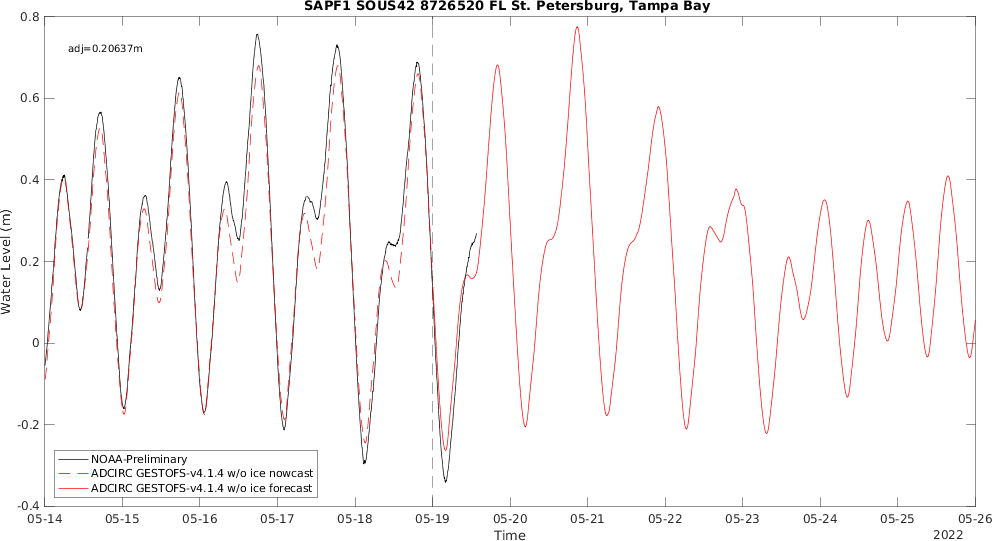 SAPF1 SOUS42 8726520 FL St. Petersburg, Tampa Bay
adj=0.20637m
Water Level (m)
0.8
0.6
0.4
0.2
0
-0.2
-0.4
NOAA-Preliminary
ADCIRC GESTOFS-v4.1.4 w/o ice nowcast
ADCIRC GESTOFS-v4.1.4 w/o ice forecast
05-14 05-15 05-16 05-17 05-18 05-19 05-20 05-21 05-22 05-23 05-24 05-25 05-26
Time
2022